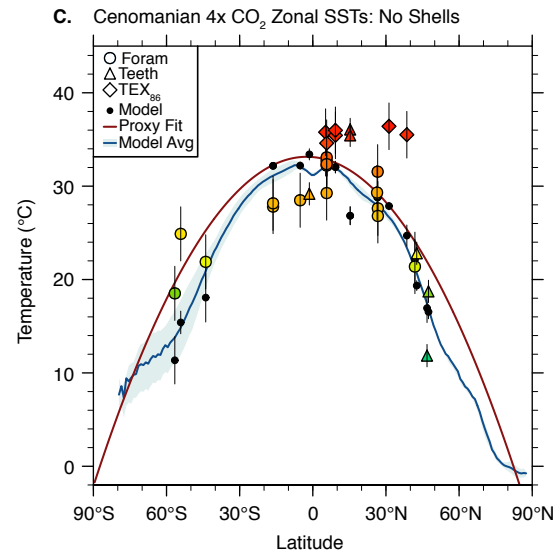 C. Cenomanian 4x CO₂ Zonal SSTs: No Shells
Foram
Teeth
TEX₈₆
Model
Proxy Fit
Model Avg
40
30
20
10
0
Temperature (°C)
90°S 60°S 30°S 0 30°N 60°N 90°N
Latitude